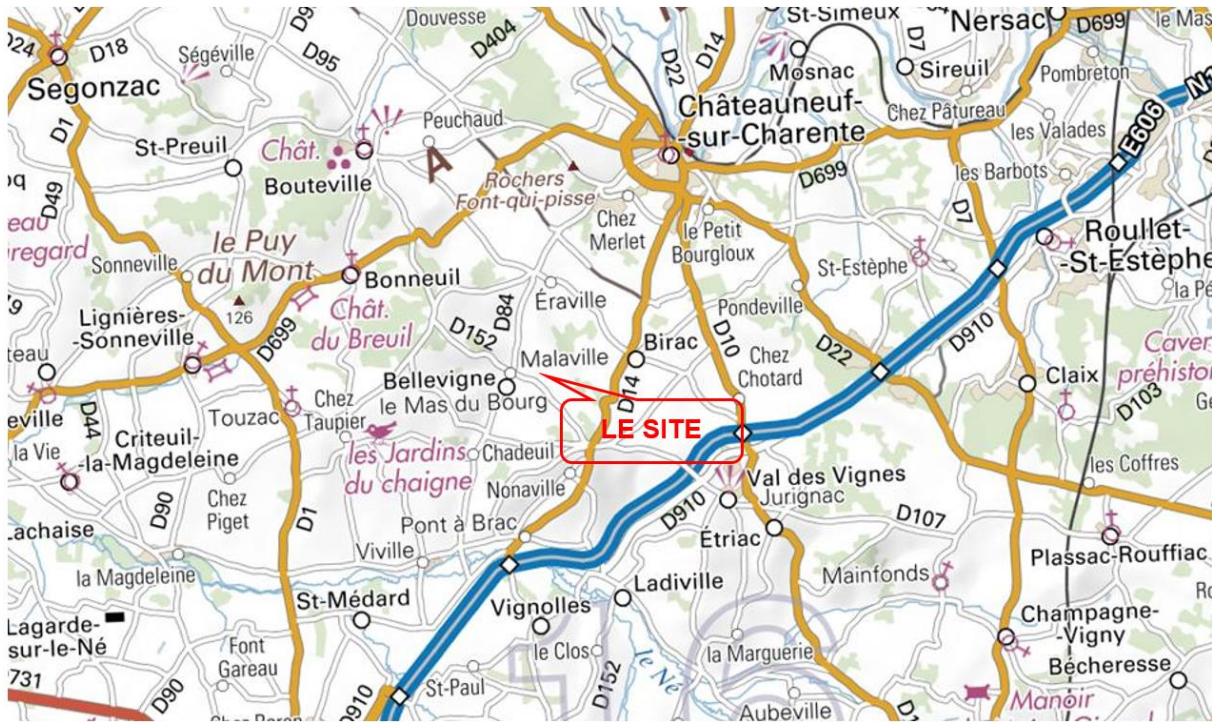 Douvesse
St-Simeux
Nersac
D699
le Mas
D24
D18
Ségéville
D95
D404
D22
D14
D7
Mosnac
Sireuil
Pombreton
Segonzac
D1
Peuchaud
Châteauneuf-
-sur-Charente
Chez Pâtureau
les Valades
E606
St-Preuil
Chât.
Bouteville
A
Rochers
Font-qui-pisse
D699
les Barbots
D49
Chez
Merlet
le Petit
Bourgloux
D7
Roullet-
-St-Estèphe
le Puy
du Mont
126
Sonneville
Bonneuil
St-Estèphe
Éraville
Pondeville
Lignières-
-Sonneville
D699
Chât.
du Breuil
D84
D152
Malaville
Birac
D10
Chez
Chotard
D22
D910
Claix
D103
Bellevigne
le Mas du Bourg
D14
LE SITE
Touzac
Chez
Taupier
D44
Criteuil-
-la-Magdeleine
la Vie
les Jardins
du chaigne
Chadeuil
Nonaville
Val des Vignes
Jurignac
les Coffres
Chez
Piget
D90
D1
D910
Étriac
D107
Plassac-Rouffiac
Pont à Brac
Viville
la Magdeleine
Mainfonds
St-Médard
Vignolles
Ladiville
Champagne-
-Vigny
Lagarde-
sur-le-Né
Font
Gareau
le Clos
D152
le Né
la Marguerie
Bécheresse
D90
D910
St-Paul
16
Aubeville
Manoir